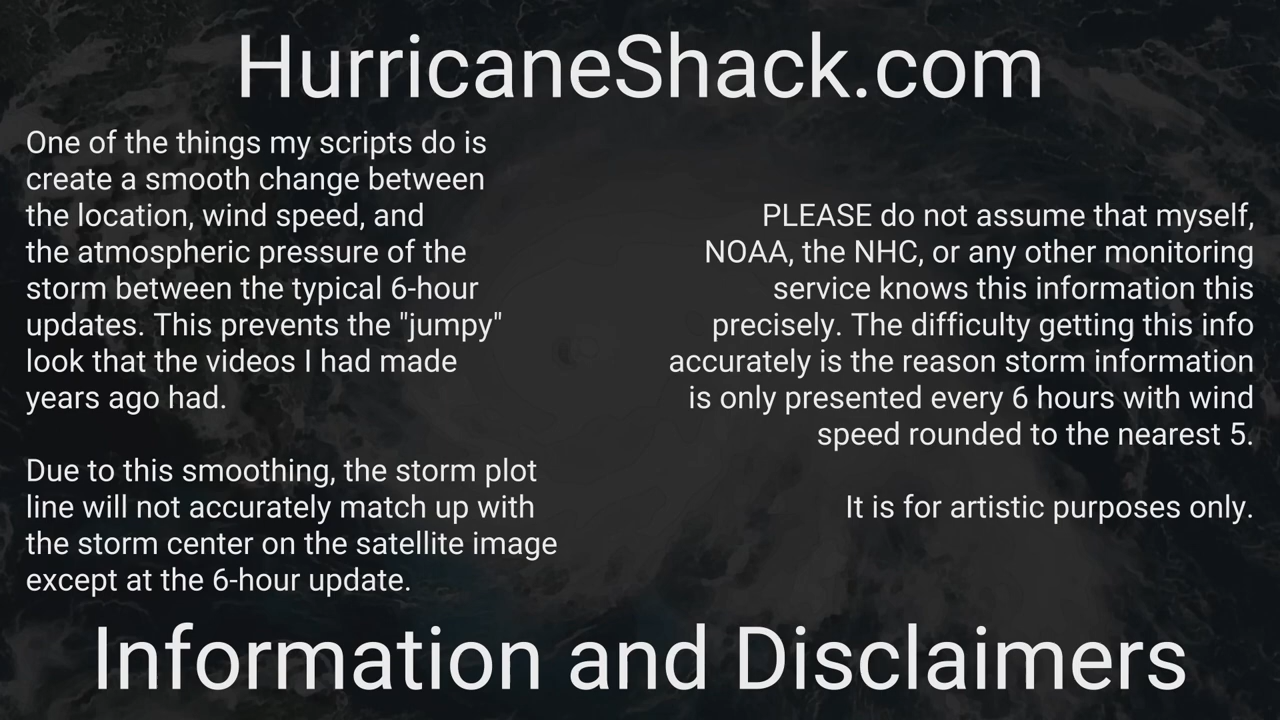 HurricaneShack.com
One of the things my scripts do is
create a smooth change between
the location, wind speed, and
the atmospheric pressure of the
storm between the typical 6-hour
updates. This prevents the "jumpy"
look that the videos I had made
years ago had.
Due to this smoothing, the storm plot
line will not accurately match up with
the storm center on the satellite image
except at the 6-hour update.
PLEASE do not assume that myself,
NOAA, the NHC, or any other monitoring
service knows this information this
precisely. The difficulty getting this info
accurately is the reason storm information
is only presented every 6 hours with wind
speed rounded to the nearest 5.
It is for artistic purposes only.
Information and Disclaimers